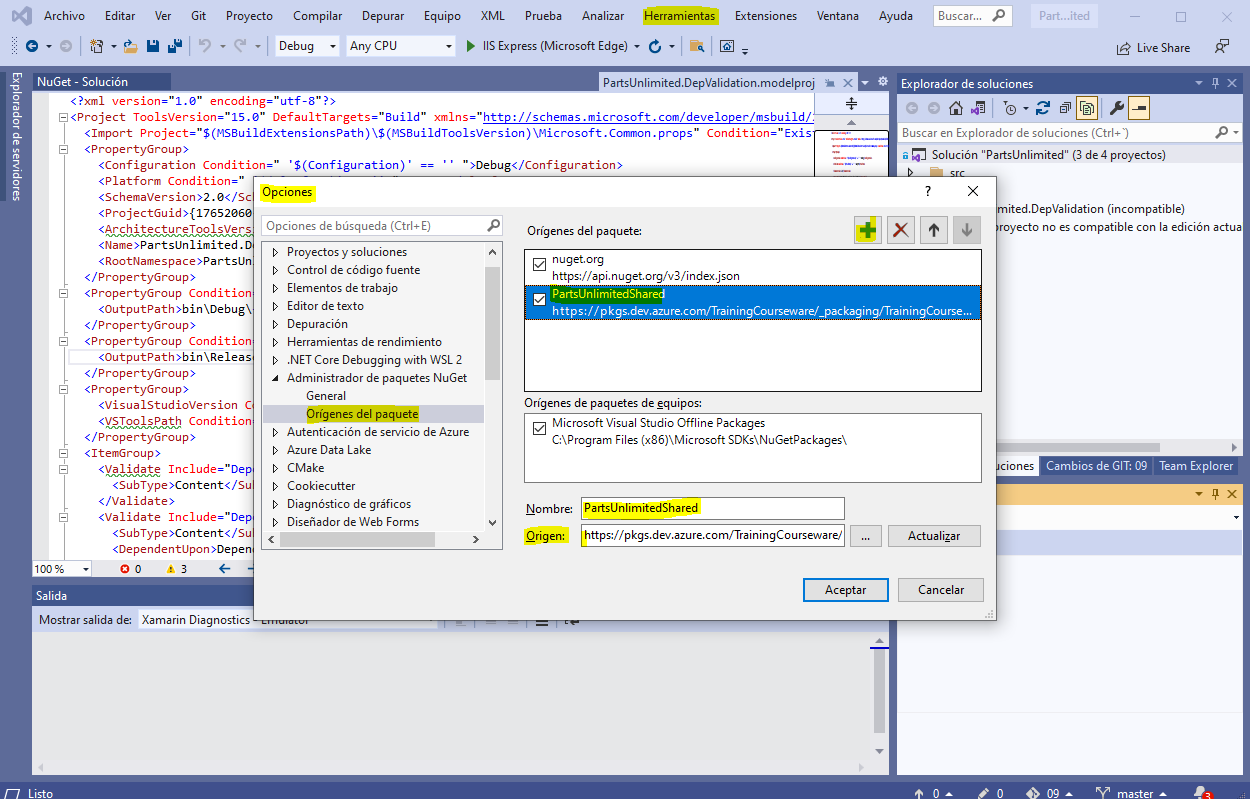 Archivo Editar Ver Git Proyecto Compilar Depurar Equipo XML Prueba Analizar Herramientas Extensiones Ventana Ayuda Buscar... Part...ited
Debug Any CPU IIS Express (Microsoft Edge) Live Share
Explorador de servidores
NuGet - Solución PartsUnlimited.DepValidation.modelproj
<?xml version="1.0" encoding="utf-8"?>
<Project ToolsVersion="15.0" DefaultTargets="Build" xmlns="http://schemas.microsoft.com/developer/msbuild/
<Import Project="$(MSBuildExtensionsPath)\$(MSBuildToolsVersion)\Microsoft.Common.props" Condition="Exis
<PropertyGroup>
<Configuration Condition=" '$(Configuration)' == '' ">Debug</Configuration>
<Platform Condition="
<SchemaVersion>2.0</Sc
<ProjectGuid>{17652060
<ArchitectureToolsVers
<Name>PartsUnlimited.D
<RootNamespace>PartsUn
</PropertyGroup>
<PropertyGroup Condition=
<OutputPath>bin\Debug\
</PropertyGroup>
<PropertyGroup Condition=
<OutputPath>bin\Releas
</PropertyGroup>
<PropertyGroup>
<VisualStudioVersion Co
<VSToolsPath Condition=
</PropertyGroup>
<ItemGroup>
<Validate Include="Dep
<SubType>Content</Su
</Validate>
<Validate Include="Dep
<SubType>Content</Su
<DependentUpon>Depen
100 % 0 3
Opciones
?
Opciones de búsqueda (Ctrl+E)
Proyectos y soluciones
Control de código fuente
Elementos de trabajo
Editor de texto
Depuración
Herramientas de rendimiento
.NET Core Debugging with WSL 2
Administrador de paquetes NuGet
General
Orígenes del paquete
Autenticación de servicio de Azure
Azure Data Lake
CMake
Cookiecutter
Diagnóstico de gráficos
Diseñador de Web Forms
Orígenes del paquete:
nuget.org
https://api.nuget.org/v3/index.json
PartsUnlimitedShared
https://pkgs.dev.azure.com/TrainingCourseware/_packaging/TrainingCourse...
Orígenes de paquetes de equipos:
Microsoft Visual Studio Offline Packages
C:\Program Files (x86)\Microsoft SDKs\NuGetPackages\
Nombre: PartsUnlimitedShared
Origen: https://pkgs.dev.azure.com/TrainingCourseware/ ... Actualizar
Aceptar Cancelar
Explorador de soluciones
Buscar en Explorador de soluciones (Ctrl+`)
Solución "PartsUnlimited" (3 de 4 proyectos)
src
mited.DepValidation (incompatible)
proyecto no es compatible con la edición actua
uciones Cambios de GIT: 09 Team Explorer
Salida
Mostrar salida de: Xamarin Diagnostics - Emulator
Listo 0 0 09 master 3